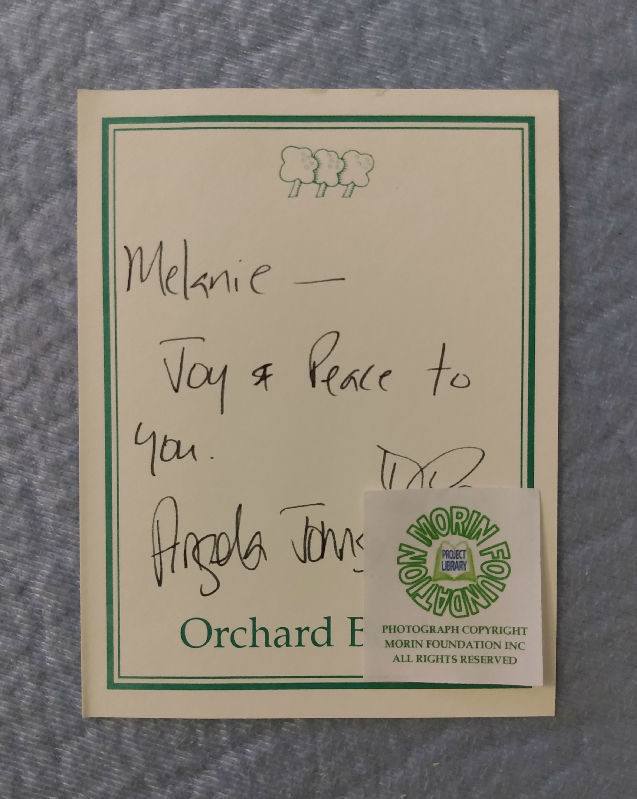 Melanie —
Joy & Peace to
you.
Angela Johns
Orchard B
MORIN FOUNDATION
PROJECT
LIBRARY
PHOTOGRAPH COPYRIGHT
MORIN FOUNDATION INC
ALL RIGHTS RESERVED